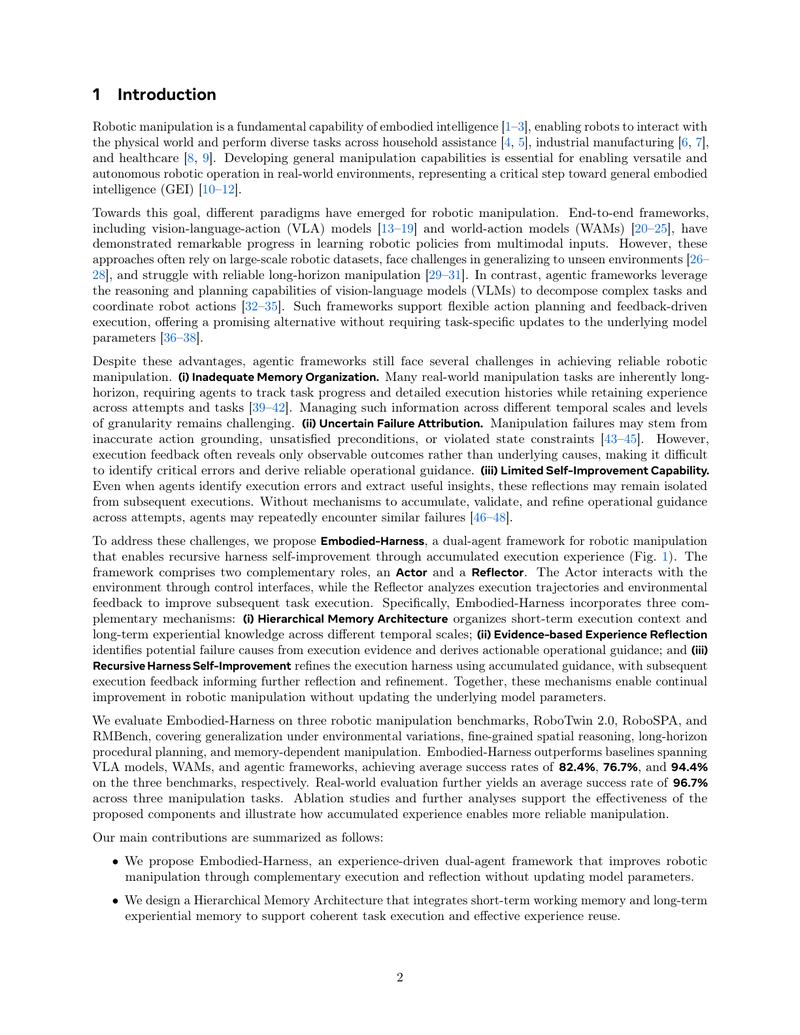 1 Introduction
Robotic manipulation is a fundamental capability of embodied intelligence [1–3], enabling robots to interact with
the physical world and perform diverse tasks across household assistance [4, 5], industrial manufacturing [6, 7],
and healthcare [8, 9]. Developing general manipulation capabilities is essential for enabling versatile and
autonomous robotic operation in real-world environments, representing a critical step toward general embodied
intelligence (GEI) [10–12].
Towards this goal, different paradigms have emerged for robotic manipulation. End-to-end frameworks,
including vision-language-action (VLA) models [13–19] and world-action models (WAMs) [20–25], have
demonstrated remarkable progress in learning robotic policies from multimodal inputs. However, these
approaches often rely on large-scale robotic datasets, face challenges in generalizing to unseen environments [26–
28], and struggle with reliable long-horizon manipulation [29–31]. In contrast, agentic frameworks leverage
the reasoning and planning capabilities of vision-language models (VLMs) to decompose complex tasks and
coordinate robot actions [32–35]. Such frameworks support flexible action planning and feedback-driven
execution, offering a promising alternative without requiring task-specific updates to the underlying model
parameters [36–38].
Despite these advantages, agentic frameworks still face several challenges in achieving reliable robotic
manipulation. (i) Inadequate Memory Organization. Many real-world manipulation tasks are inherently long-
horizon, requiring agents to track task progress and detailed execution histories while retaining experience
across attempts and tasks [39–42]. Managing such information across different temporal scales and levels
of granularity remains challenging. (ii) Uncertain Failure Attribution. Manipulation failures may stem from
inaccurate action grounding, unsatisfied preconditions, or violated state constraints [43–45]. However,
execution feedback often reveals only observable outcomes rather than underlying causes, making it difficult
to identify critical errors and derive reliable operational guidance. (iii) Limited Self-Improvement Capability.
Even when agents identify execution errors and extract useful insights, these reflections may remain isolated
from subsequent executions. Without mechanisms to accumulate, validate, and refine operational guidance
across attempts, agents may repeatedly encounter similar failures [46–48].
To address these challenges, we propose Embodied-Harness, a dual-agent framework for robotic manipulation
that enables recursive harness self-improvement through accumulated execution experience (Fig. 1). The
framework comprises two complementary roles, an Actor and a Reflector. The Actor interacts with the
environment through control interfaces, while the Reflector analyzes execution trajectories and environmental
feedback to improve subsequent task execution. Specifically, Embodied-Harness incorporates three com-
plementary mechanisms: (i) Hierarchical Memory Architecture organizes short-term execution context and
long-term experiential knowledge across different temporal scales; (ii) Evidence-based Experience Reflection
identifies potential failure causes from execution evidence and derives actionable operational guidance; and (iii)
Recursive Harness Self-Improvement refines the execution harness using accumulated guidance, with subsequent
execution feedback informing further reflection and refinement. Together, these mechanisms enable continual
improvement in robotic manipulation without updating the underlying model parameters.
We evaluate Embodied-Harness on three robotic manipulation benchmarks, RoboTwin 2.0, RoboSPA, and
RMBench, covering generalization under environmental variations, fine-grained spatial reasoning, long-horizon
procedural planning, and memory-dependent manipulation. Embodied-Harness outperforms baselines spanning
VLA models, WAMs, and agentic frameworks, achieving average success rates of 82.4%, 76.7%, and 94.4%
on the three benchmarks, respectively. Real-world evaluation further yields an average success rate of 96.7%
across three manipulation tasks. Ablation studies and further analyses support the effectiveness of the
proposed components and illustrate how accumulated experience enables more reliable manipulation.
Our main contributions are summarized as follows:
• We propose Embodied-Harness, an experience-driven dual-agent framework that improves robotic
manipulation through complementary execution and reflection without updating model parameters.
• We design a Hierarchical Memory Architecture that integrates short-term working memory and long-term
experiential memory to support coherent task execution and effective experience reuse.
2